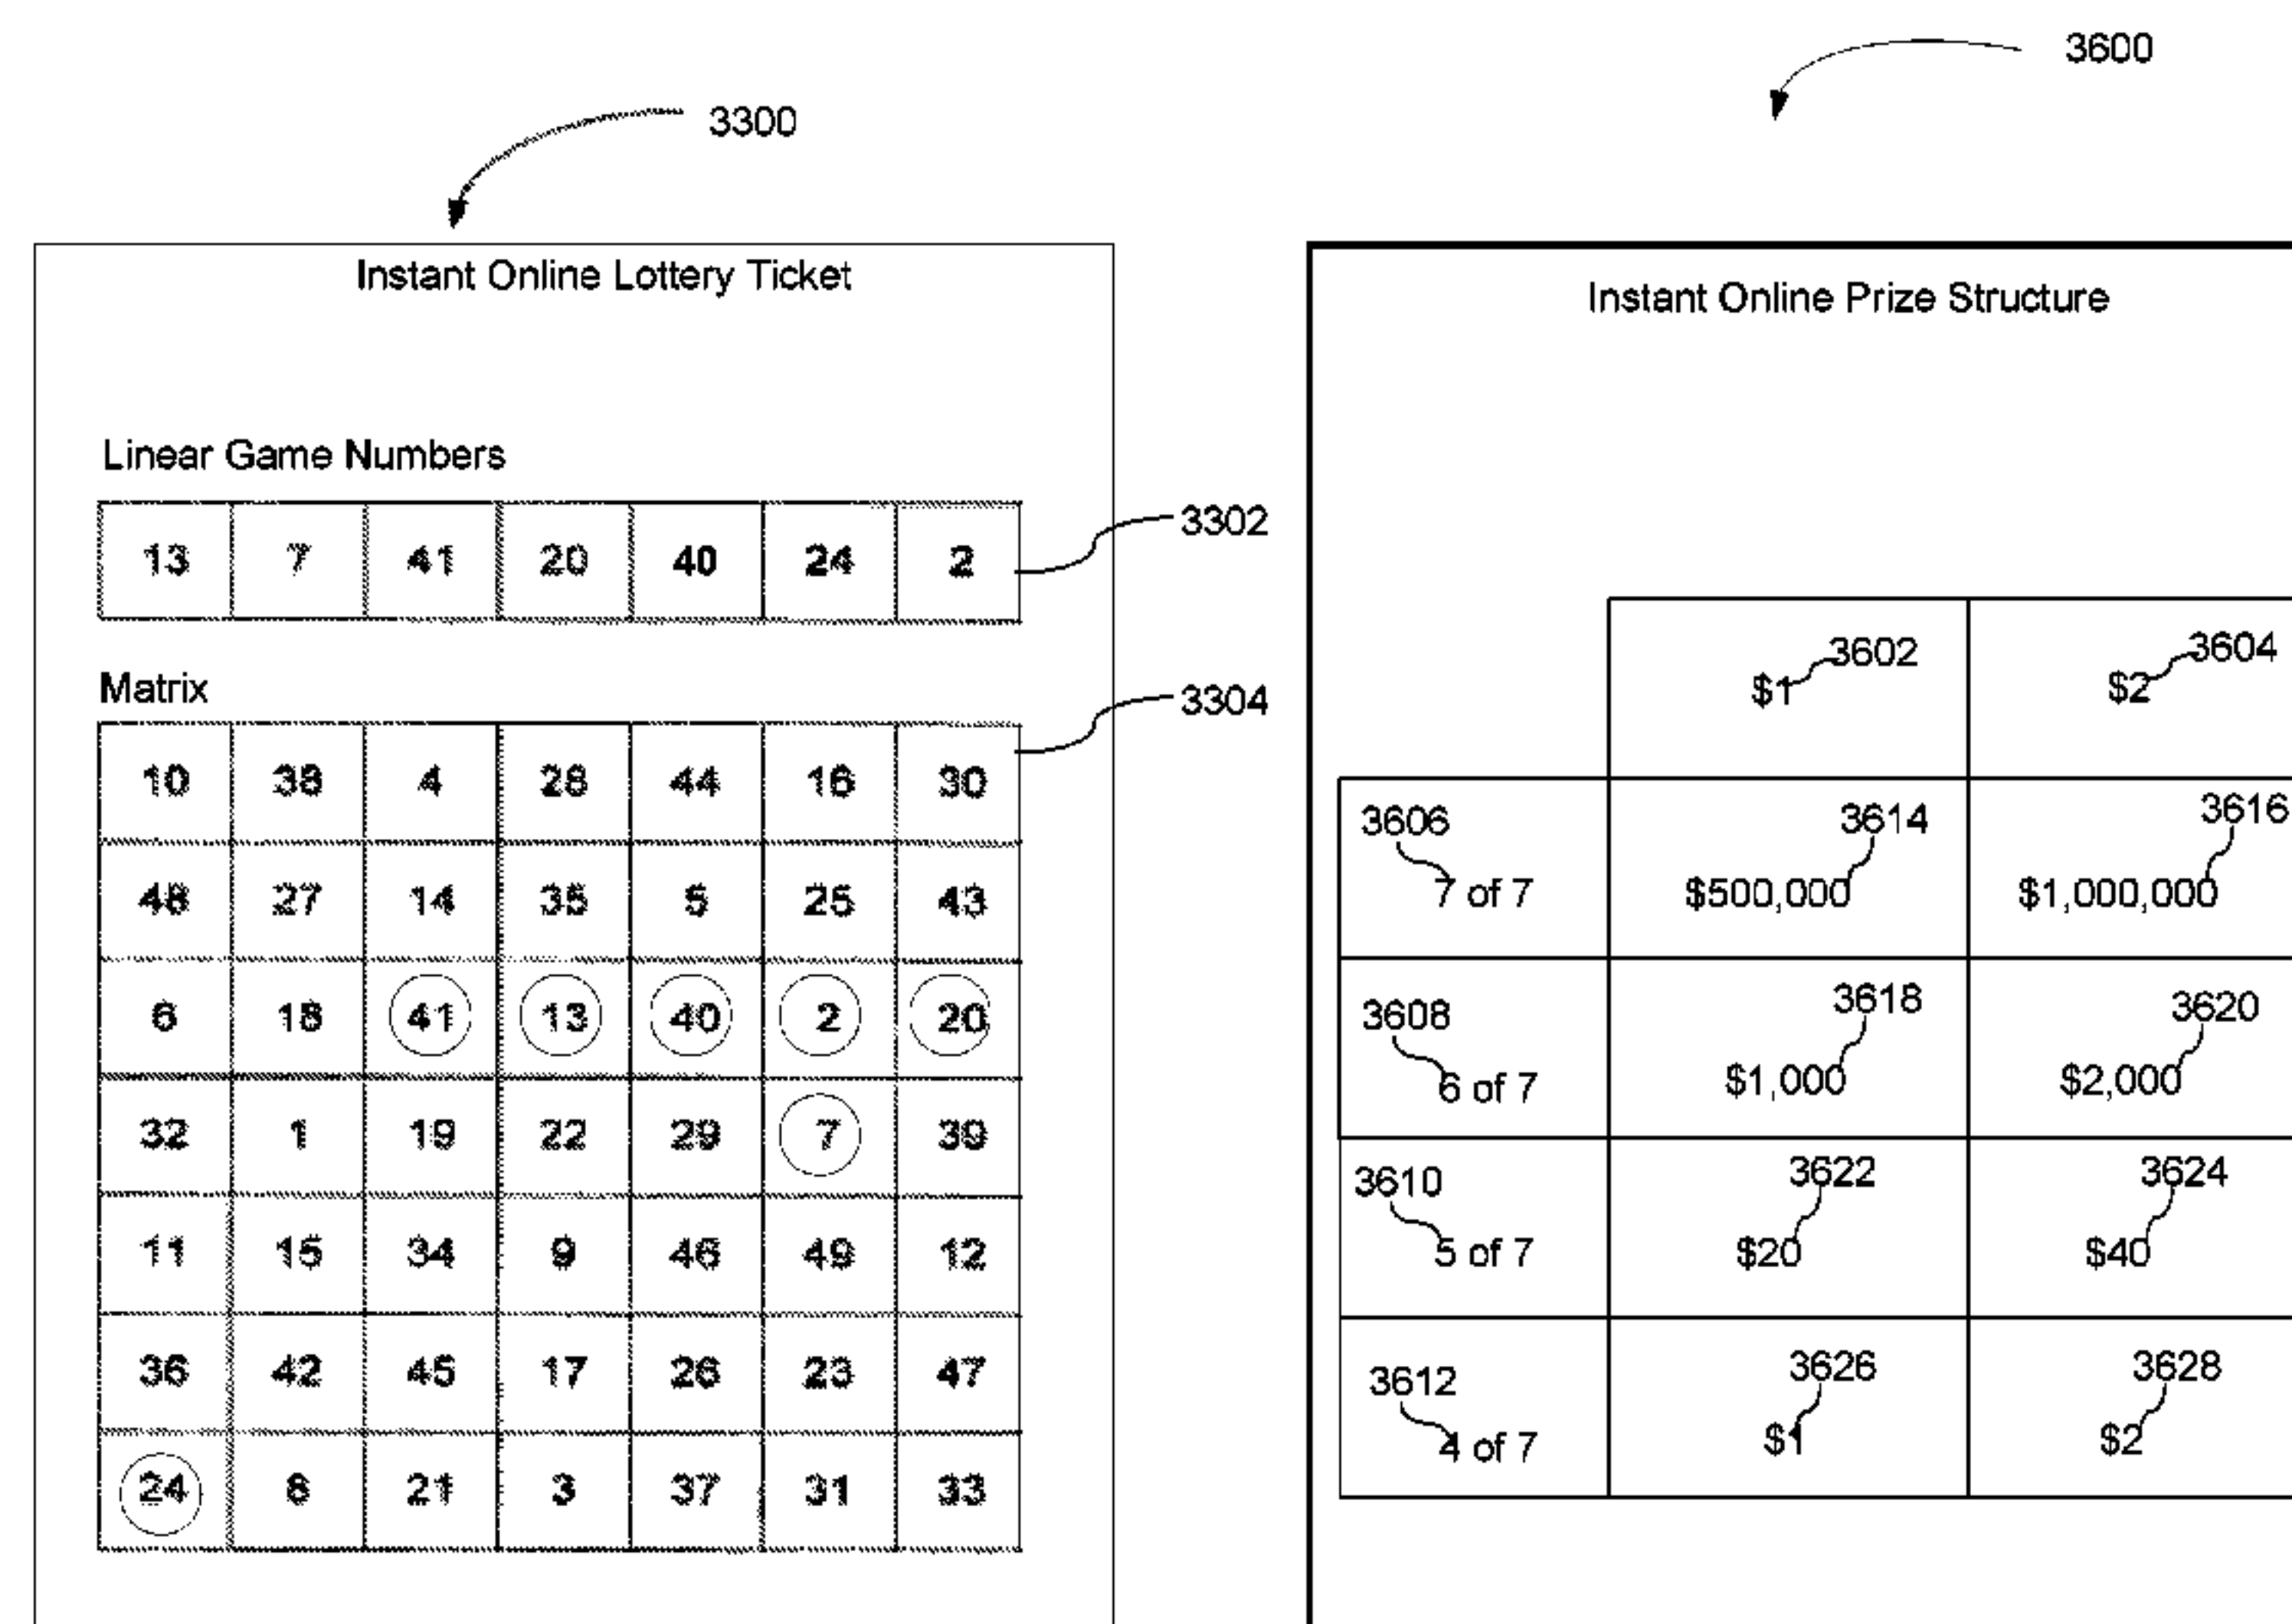 3600
3300
Instant Online Lottery Ticket
Linear Game Numbers
13 7 41 20 40 24 2
3302
Matrix
3304
10 38 4 28 44 16 30
48 27 14 35 5 25 43
6 18 41 13 40 2 20
32 1 19 22 29 7 39
11 15 34 9 46 49 12
36 42 45 17 26 23 47
24 8 21 3 37 31 33
Instant Online Prize Structure
3602 3604
$1 $2
3606 3614 3616
7 of 7 $500,000 $1,000,000
3608 3618 3620
6 of 7 $1,000 $2,000
3610 3622 3624
5 of 7 $20 $40
3612 3626 3628
4 of 7 $1 $2